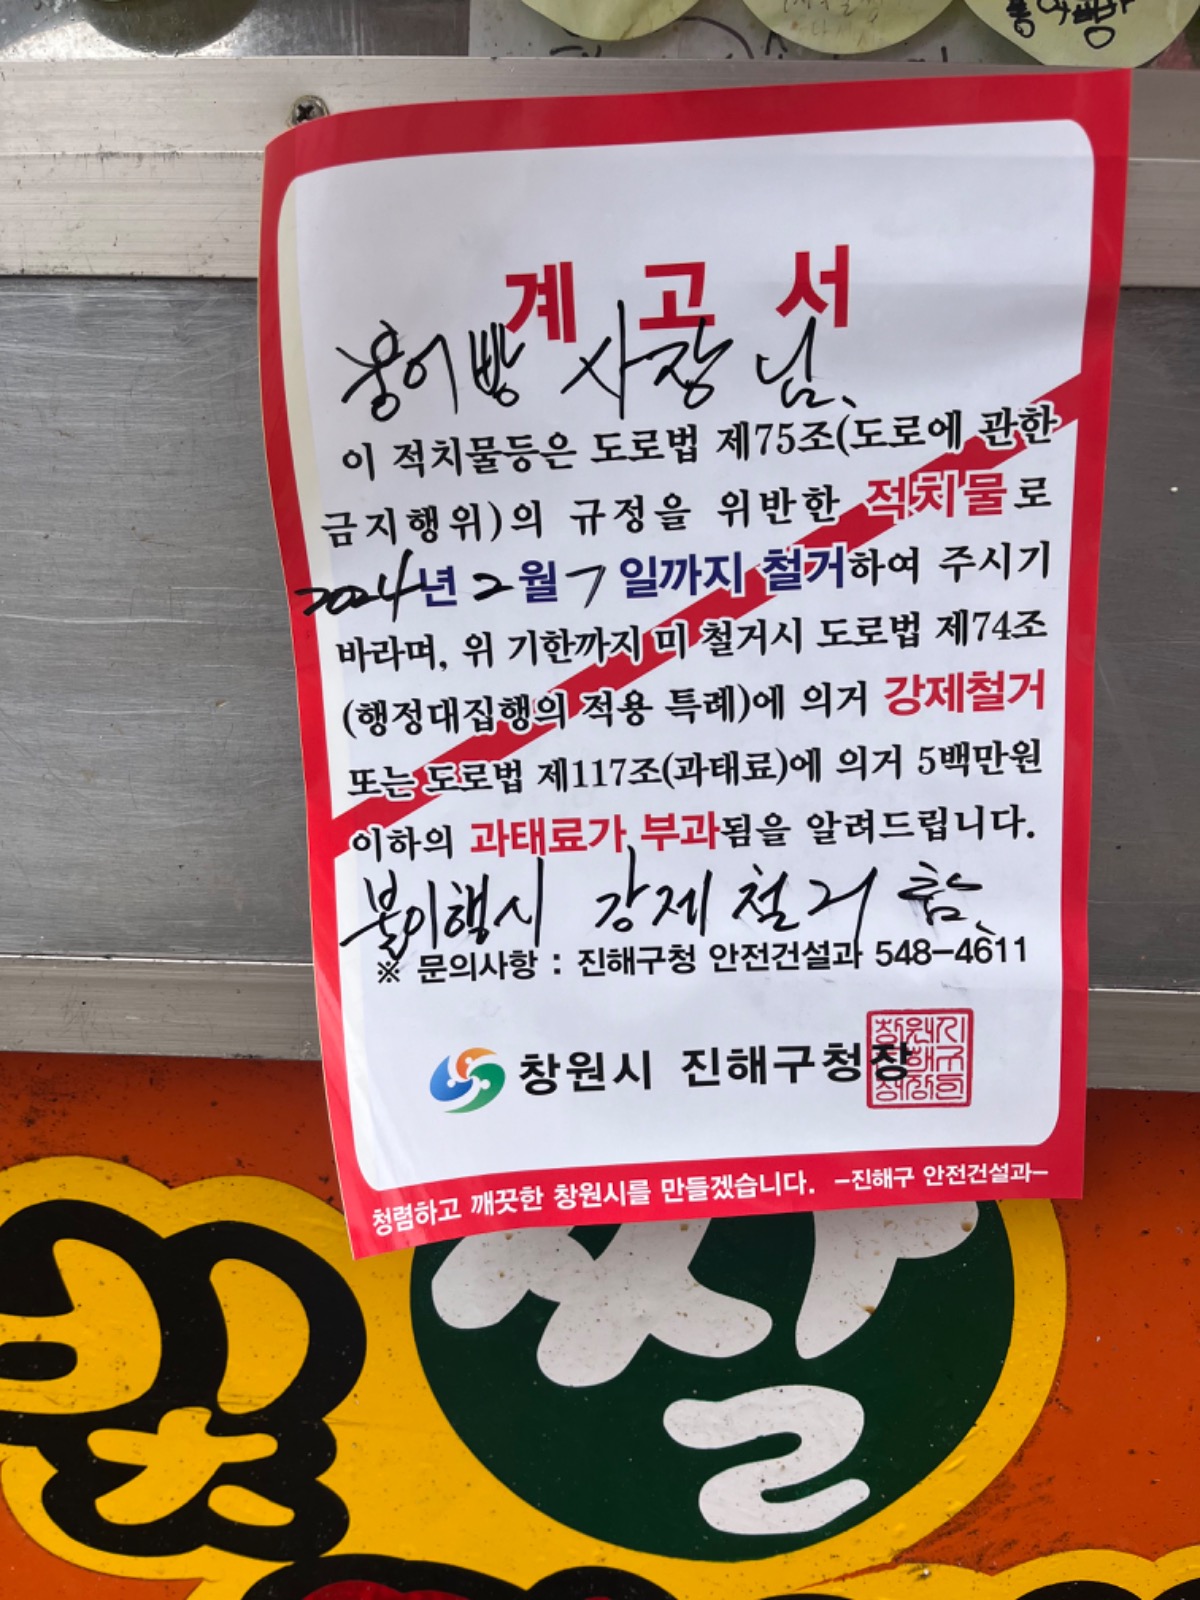 붕어빵
계고서
붕어빵 사장님.
이 적치물등은 도로법 제75조(도로에 관한
금지행위)의 규정을 위반한 적치물로
2024년 2월 7일까지 철거하여 주시기
바라며, 위 기한까지 미 철거시 도로법 제74조
(행정대집행의 적용 특례)에 의거 강제철거
또는 도로법 제117조(과태료)에 의거 5백만원
이하의 과태료가 부과됨을 알려드립니다.
불이행시 강제철거함.
※ 문의사항 : 진해구청 안전건설과 548-4611
창원시 진해구청장
청렴하고 깨끗한 창원시를 만들겠습니다. -진해구 안전건설과-
찹쌀